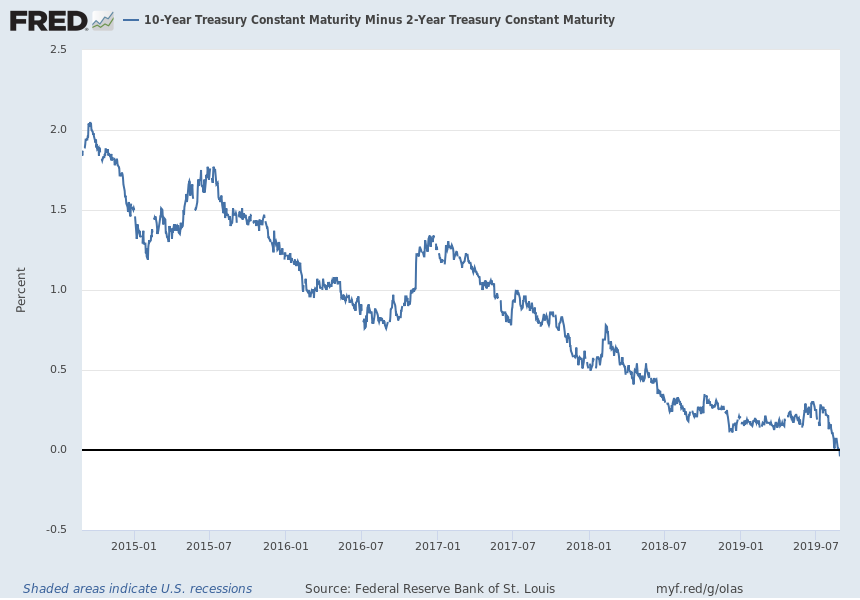 FRED 10-Year Treasury Constant Maturity Minus 2-Year Treasury Constant Maturity
Percent
2.5
2.0
1.5
1.0
0.5
0.0
-0.5
2015-01 2015-07 2016-01 2016-07 2017-01 2017-07 2018-01 2018-07 2019-01 2019-07
Shaded areas indicate U.S. recessions Source: Federal Reserve Bank of St. Louis myf.red/g/olas